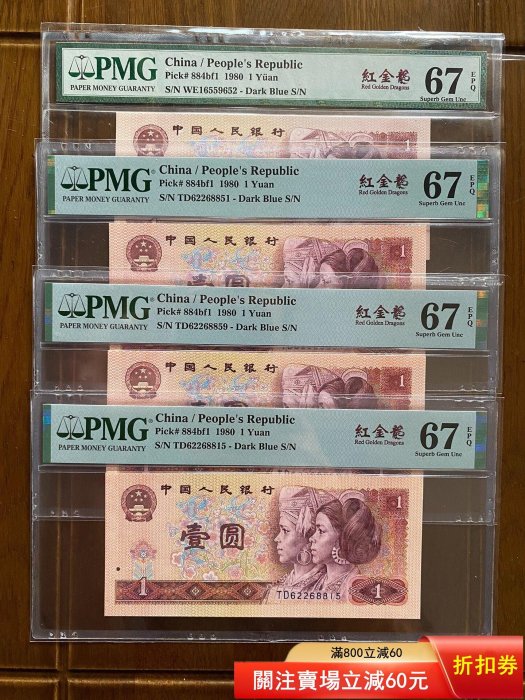 PMG
PAPER MONEY GUARANTY
China / People's Republic
Pick# 884bf1 1980 1 Yüan
S/N WE16559652 - Dark Blue S/N
紅金龍
Red Golden Dragons
67 EPQ
Superb Gem Unc
中国人民银行
1
PMG
PAPER MONEY GUARANTY
China / People's Republic
Pick# 884bf1 1980 1 Yuan
S/N TD62268851 - Dark Blue S/N
紅金龍
Red Golden Dragons
67 EPQ
Superb Gem Unc
中国人民银行
1
壹圆
PMG
PAPER MONEY GUARANTY
China / People's Republic
Pick# 884bf1 1980 1 Yuan
S/N TD62268859 - Dark Blue S/N
紅金龍
Red Golden Dragons
67 EPQ
Superb Gem Unc
中国人民银行
1
PMG
PAPER MONEY GUARANTY
China / People's Republic
Pick# 884bf1 1980 1 Yuan
S/N TD62268815 - Dark Blue S/N
紅金龍
Red Golden Dragons
67 EPQ
Superb Gem Unc
中国人民银行
1
壹圆
TD62268815
1
1
滿800立減60
關注賣場立減60元
折扣券